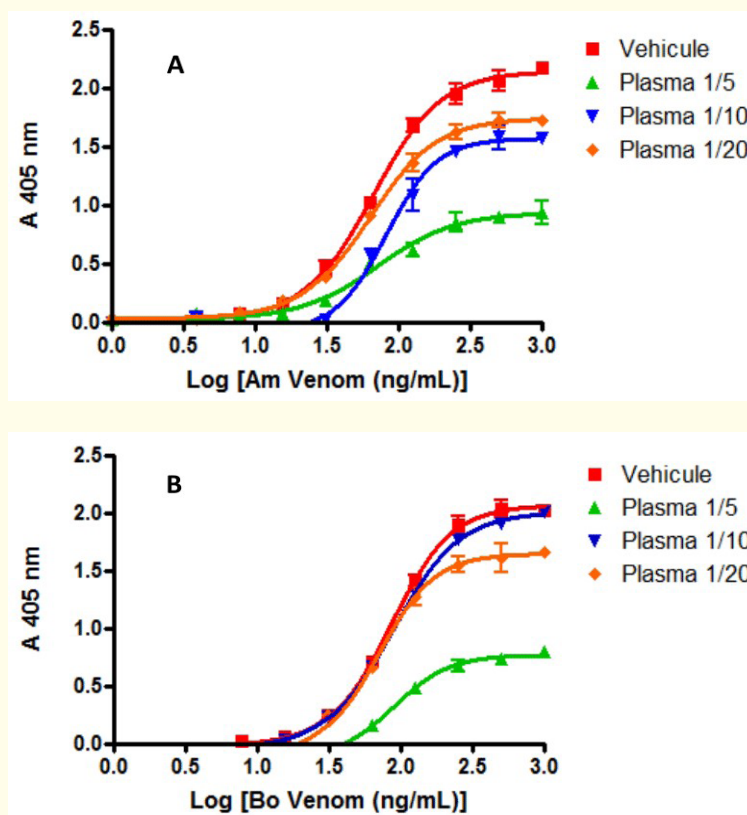 A
2.5
2.0
1.5
1.0
0.5
0.0
A 405 nm
0.0 0.5 1.0 1.5 2.0 2.5 3.0
Log [Am Venom (ng/mL)]
Vehicule
Plasma 1/5
Plasma 1/10
Plasma 1/20
B
2.5
2.0
1.5
1.0
0.5
0.0
A 405 nm
0.0 0.5 1.0 1.5 2.0 2.5 3.0
Log [Bo Venom (ng/mL)]
Vehicule
Plasma 1/5
Plasma 1/10
Plasma 1/20